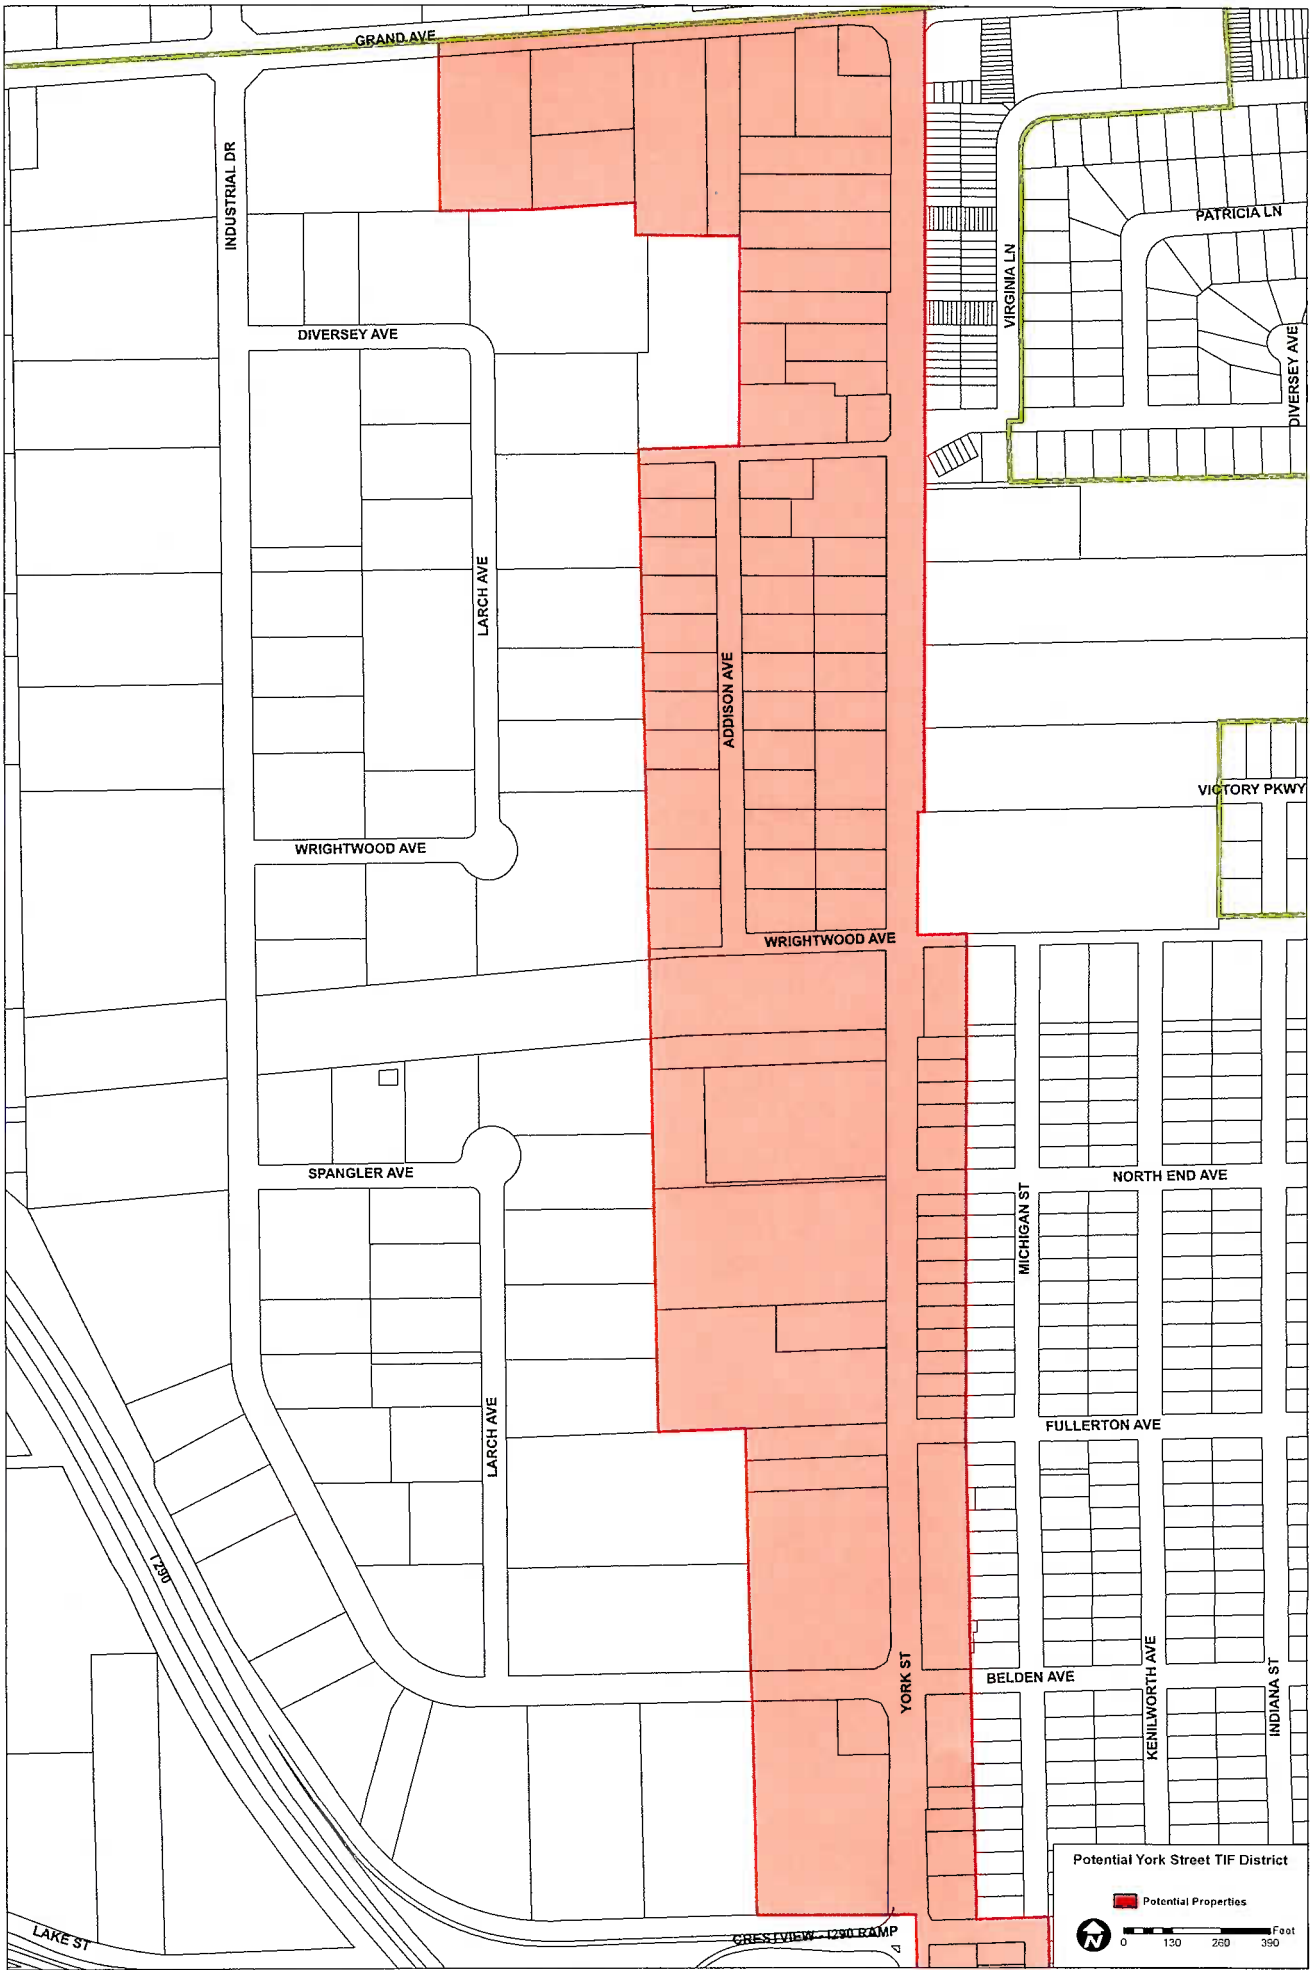 GRAND AVE
INDUSTRIAL DR
PATRICIA LN
VIRGINIA LN
DIVERSEY AVE
DIVERSEY AVE
LARCH AVE
ADDISON AVE
VICTORY PKWY
WRIGHTWOOD AVE
WRIGHTWOOD AVE
SPANGLER AVE
NORTH END AVE
MICHIGAN ST
LARCH AVE
FULLERTON AVE
I 290
YORK ST
BELDEN AVE
KENILWORTH AVE
INDIANA ST
LAKE ST
CRESTVIEW - I290 RAMP
Potential York Street TIF District
Potential Properties
N
Feet
0 130 260 390